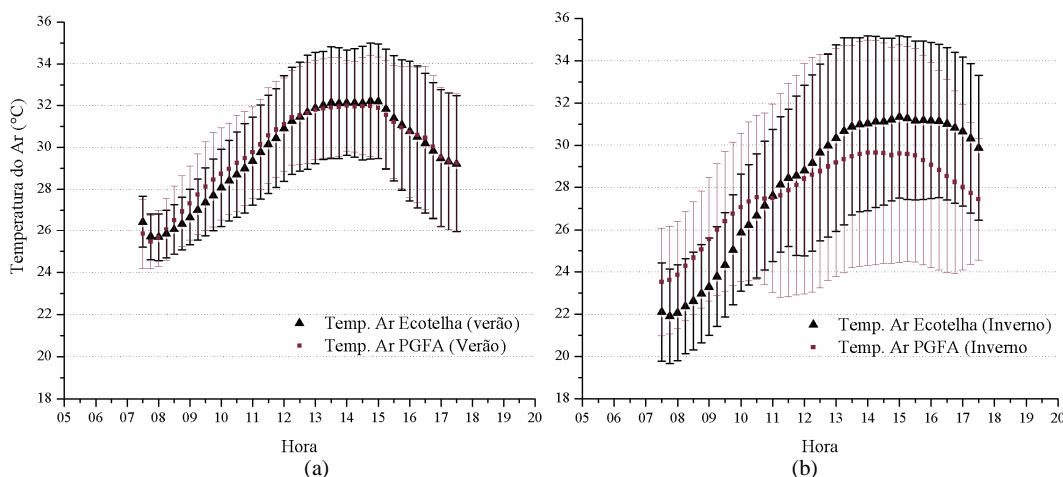 36
34
32
30
28
26
24
22
20
18
Temperatura do Ar (°C)
Temp. Ar Ecotelha (verão)
Temp. Ar PGFA (Verão)
05 06 07 08 09 10 11 12 13 14 15 16 17 18 19 20
Hora
(a)
36
34
32
30
28
26
24
22
20
18
Temp. Ar Ecotelha (Inverno)
Temp. Ar PGFA (Inverno
05 06 07 08 09 10 11 12 13 14 15 16 17 18 19 20
Hora
(b)